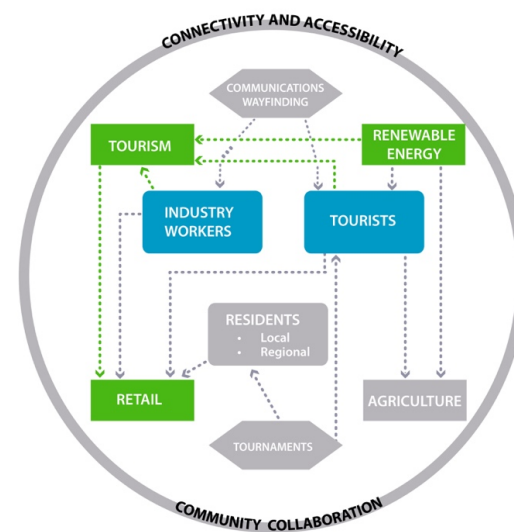 CONNECTIVITY AND ACCESSIBILITY
COMMUNICATIONS
WAYFINDING
TOURISM
RENEWABLE
ENERGY
INDUSTRY
WORKERS
TOURISTS
RESIDENTS
• Local
• Regional
RETAIL
AGRICULTURE
TOURNAMENTS
COMMUNITY COLLABORATION